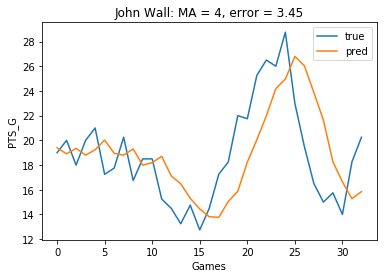 John Wall: MA = 4, error = 3.45
true
pred
PTS_G
28
26
24
22
20
18
16
14
12
0 5 10 15 20 25 30
Games